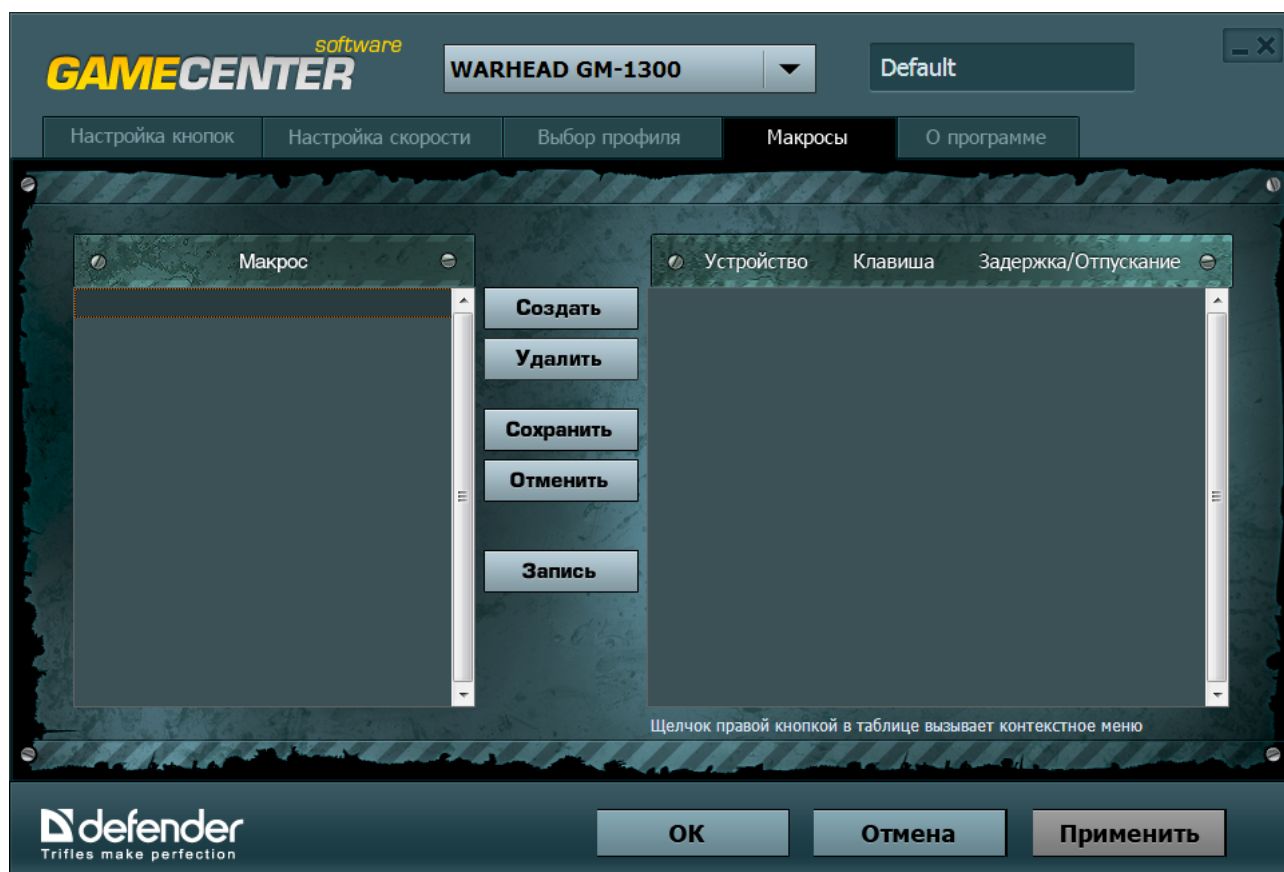 software
GAMECENTER
WARHEAD GM-1300
Default
Настройка кнопок Настройка скорости Выбор профиля Макросы О программе
Макрос
Устройство Клавиша Задержка/Отпускание
Создать
Удалить
Сохранить
Отменить
Запись
Щелчок правой кнопкой в таблице вызывает контекстное меню
defender
Trifles make perfection
ОК Отмена Применить